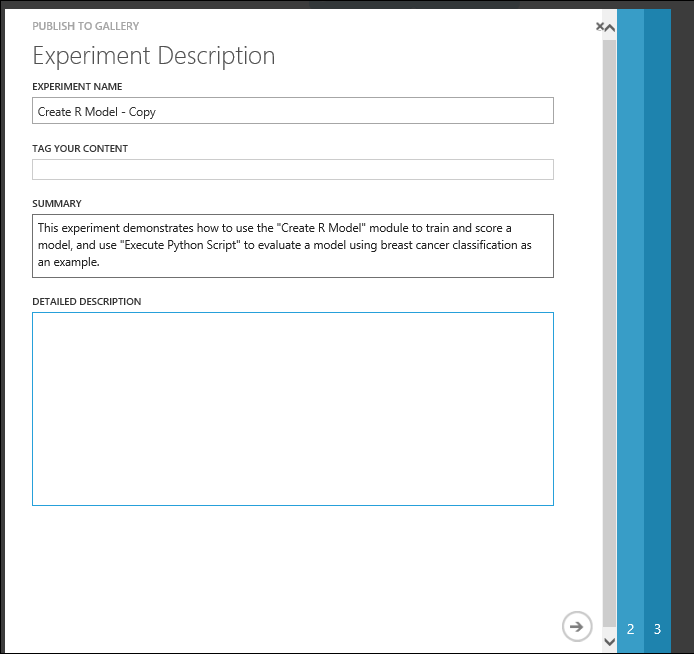 PUBLISH TO GALLERY
Experiment Description
EXPERIMENT NAME
Create R Model - Copy
TAG YOUR CONTENT
SUMMARY
This experiment demonstrates how to use the "Create R Model" module to train and score a
model, and use "Execute Python Script" to evaluate a model using breast cancer classification as
an example.
DETAILED DESCRIPTION
2 3